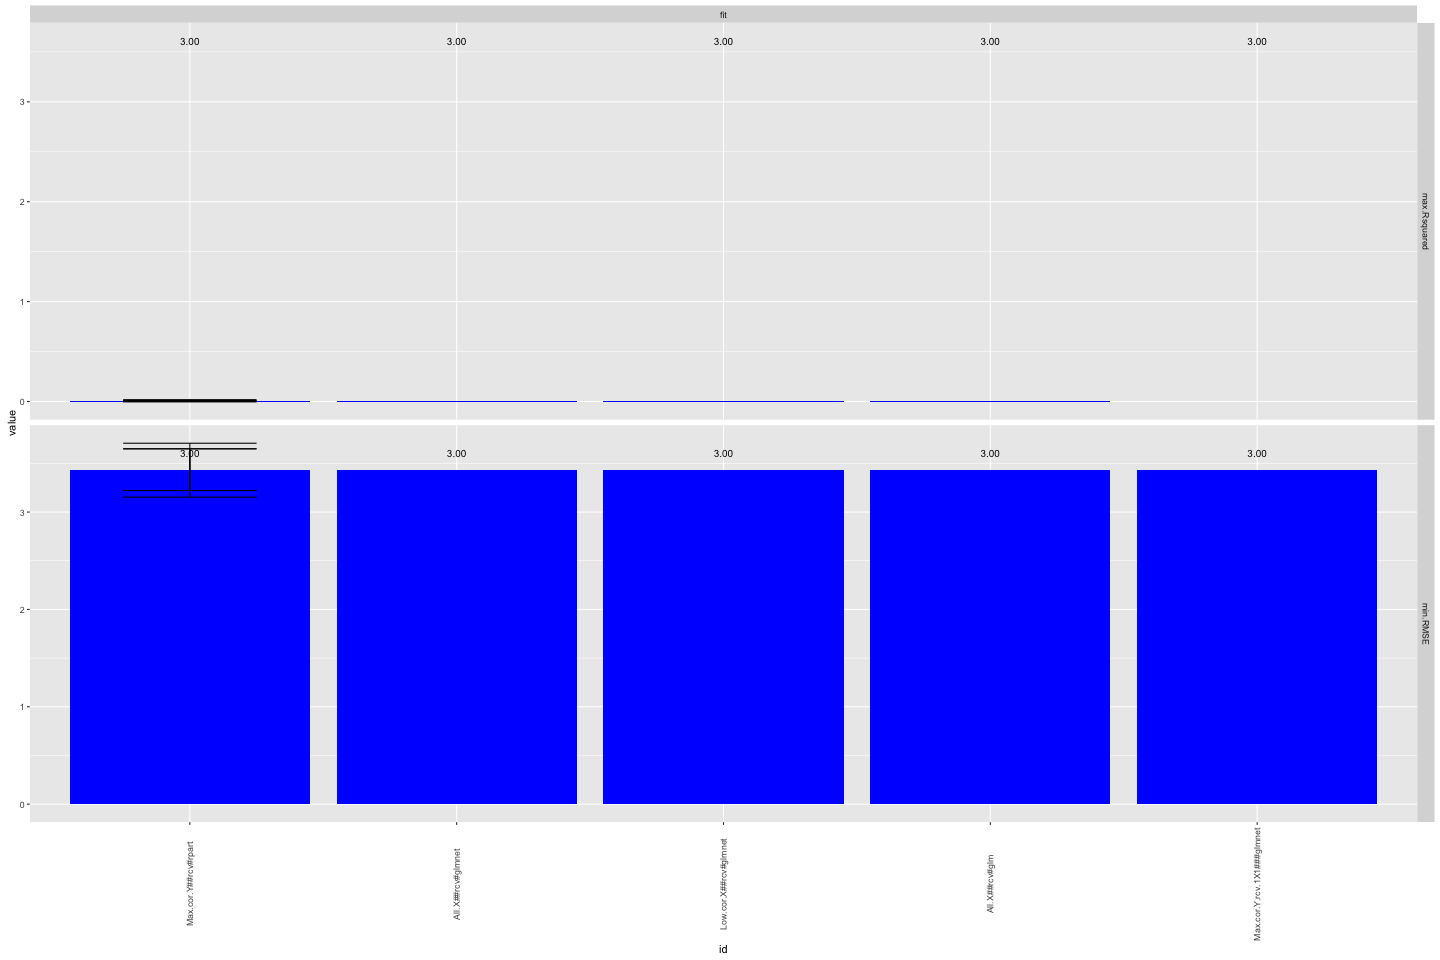 fit
3.00 3.00 3.00 3.00 3.00
3
2
1
0
max.Rsquared
value
3.00 3.00 3.00 3.00 3.00
3
2
1
0
min.RMSE
Max.cor.Y##rcv#rpart
All.X##rcv#glmnet
Low.cor.X##rcv#glmnet
All.X##rcv#glm
Max.cor.Y.rcv.1X1###glmnet
id